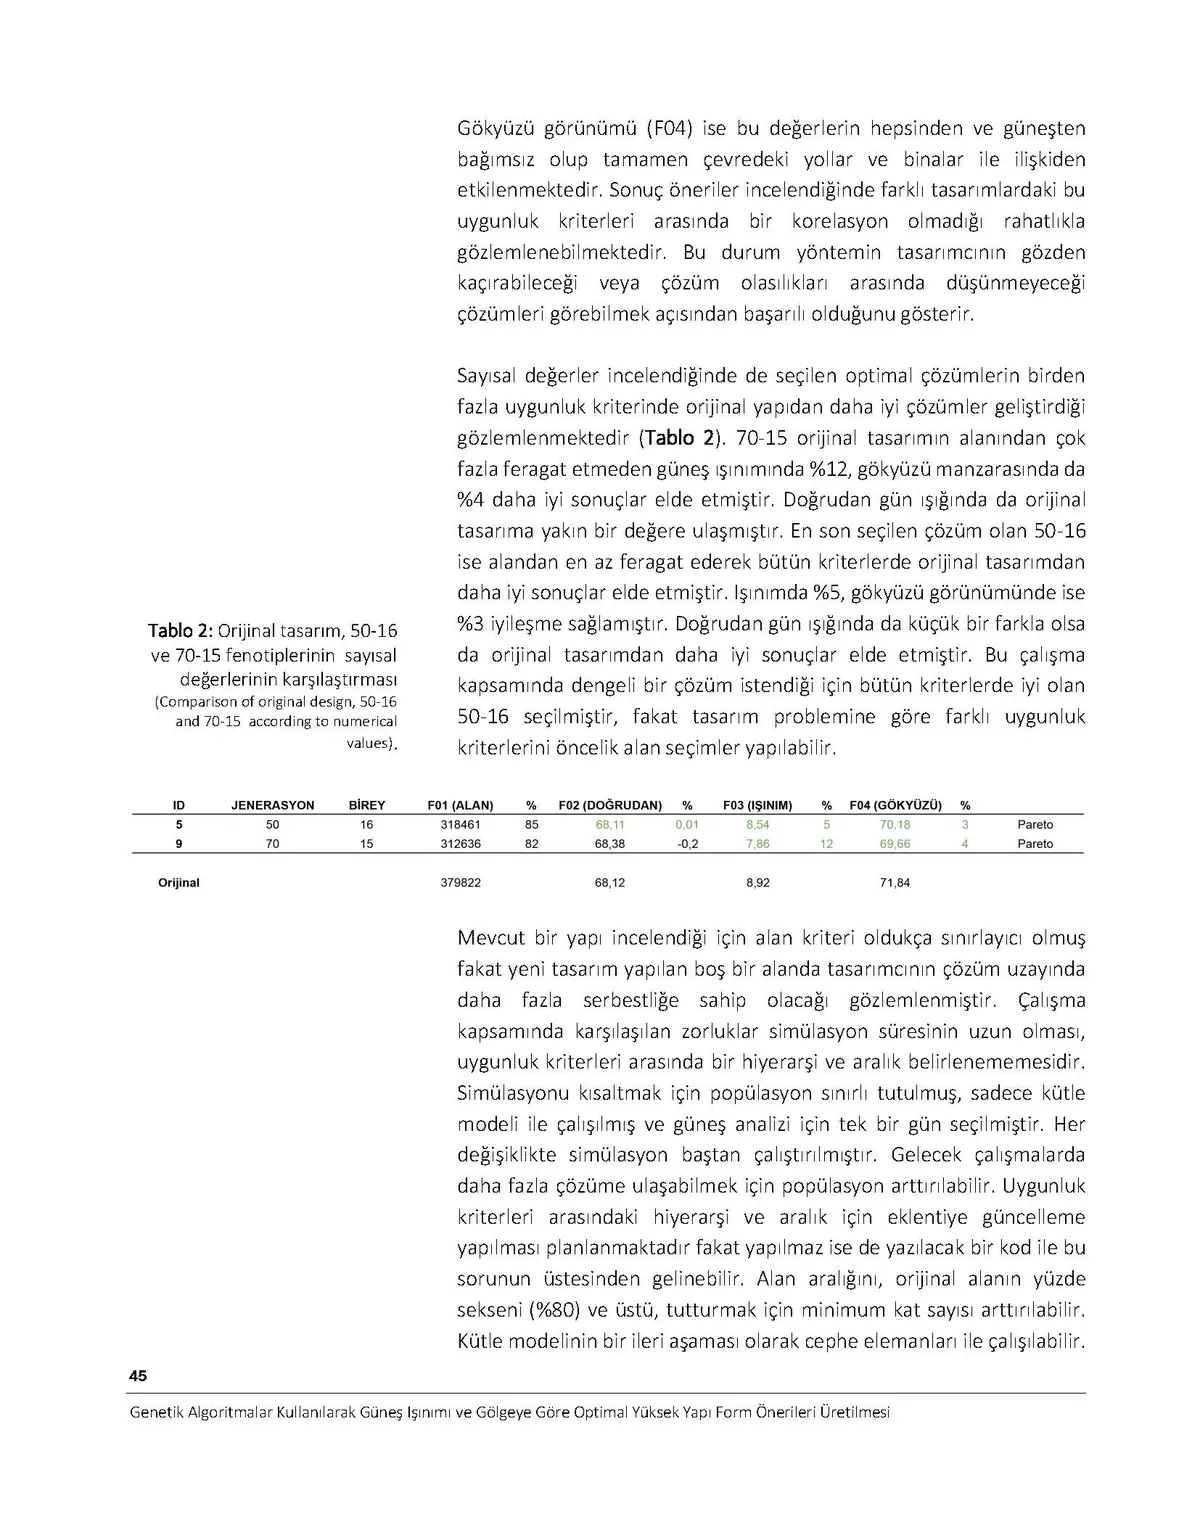 Gökyüzü görünümü (F04) ise bu değerlerin hepsinden ve güneşten
bağımsız olup tamamen çevredeki yollar ve binalar ile ilişkiden
etkilenmektedir. Sonuç öneriler incelendiğinde farklı tasarımlardaki bu
uygunluk kriterleri arasında bir korelasyon olmadığı rahatlıkla
gözlemlenebilmektedir. Bu durum yöntemin tasarımcının gözden
kaçırabileceği veya çözüm olasılıkları arasında düşünmeyeceği
çözümleri görebilmek açısından başarılı olduğunu gösterir.
Sayısal değerler incelendiğinde de seçilen optimal çözümlerin birden
fazla uygunluk kriterinde orijinal yapıdan daha iyi çözümler geliştirdiği
gözlemlenmektedir (Tablo 2). 70-15 orijinal tasarımın alanından çok
fazla feragat etmeden güneş ışınımında %12, gökyüzü manzarasında da
%4 daha iyi sonuçlar elde etmiştir. Doğrudan gün ışığında da orijinal
tasarıma yakın bir değere ulaşmıştır. En son seçilen çözüm olan 50-16
ise alandan en az feragat ederek bütün kriterlerde orijinal tasarımdan
daha iyi sonuçlar elde etmiştir. Işınımda %5, gökyüzü görünümünde ise
%3 iyileşme sağlamıştır. Doğrudan gün ışığında da küçük bir farkla olsa
da orijinal tasarımdan daha iyi sonuçlar elde etmiştir. Bu çalışma
kapsamında dengeli bir çözüm istendiği için bütün kriterlerde iyi olan
50-16 seçilmiştir, fakat tasarım problemine göre farklı uygunluk
kriterlerini öncelik alan seçimler yapılabilir.
Tablo 2: Orijinal tasarım, 50-16
ve 70-15 fenotiplerinin sayısal
değerlerinin karşılaştırması
(Comparison of original design, 50-16
and 70-15 according to numerical
values).
ID JENERASYON BİREY F01 (ALAN) % F02 (DOĞRUDAN) % F03 (IŞINIM) % F04 (GÖKYÜZÜ) %
5 50 16 318461 85 68,11 0,01 8,54 5 70,18 3 Pareto
9 70 15 312636 82 68,38 -0,2 7,86 12 69,66 4 Pareto
Orijinal 379822 68,12 8,92 71,84
Mevcut bir yapı incelendiği için alan kriteri oldukça sınırlayıcı olmuş
fakat yeni tasarım yapılan boş bir alanda tasarımcının çözüm uzayında
daha fazla serbestliğe sahip olacağı gözlemlenmiştir. Çalışma
kapsamında karşılaşılan zorluklar simülasyon süresinin uzun olması,
uygunluk kriterleri arasında bir hiyerarşi ve aralık belirlenememesidir.
Simülasyonu kısaltmak için popülasyon sınırlı tutulmuş, sadece kütle
modeli ile çalışılmış ve güneş analizi için tek bir gün seçilmiştir. Her
değişiklikte simülasyon baştan çalıştırılmıştır. Gelecek çalışmalarda
daha fazla çözüme ulaşabilmek için popülasyon arttırılabilir. Uygunluk
kriterleri arasındaki hiyerarşi ve aralık için eklentiye güncelleme
yapılması planlanmaktadır fakat yapılmaz ise de yazılacak bir kod ile bu
sorunun üstesinden gelinebilir. Alan aralığını, orijinal alanın yüzde
sekseni (%80) ve üstü, tutturmak için minimum kat sayısı arttırılabilir.
Kütle modelinin bir ileri aşaması olarak cephe elemanları ile çalışılabilir.
45
Genetik Algoritmalar Kullanılarak Güneş Işınımı ve Gölgeye Göre Optimal Yüksek Yapı Form Önerileri Üretilmesi